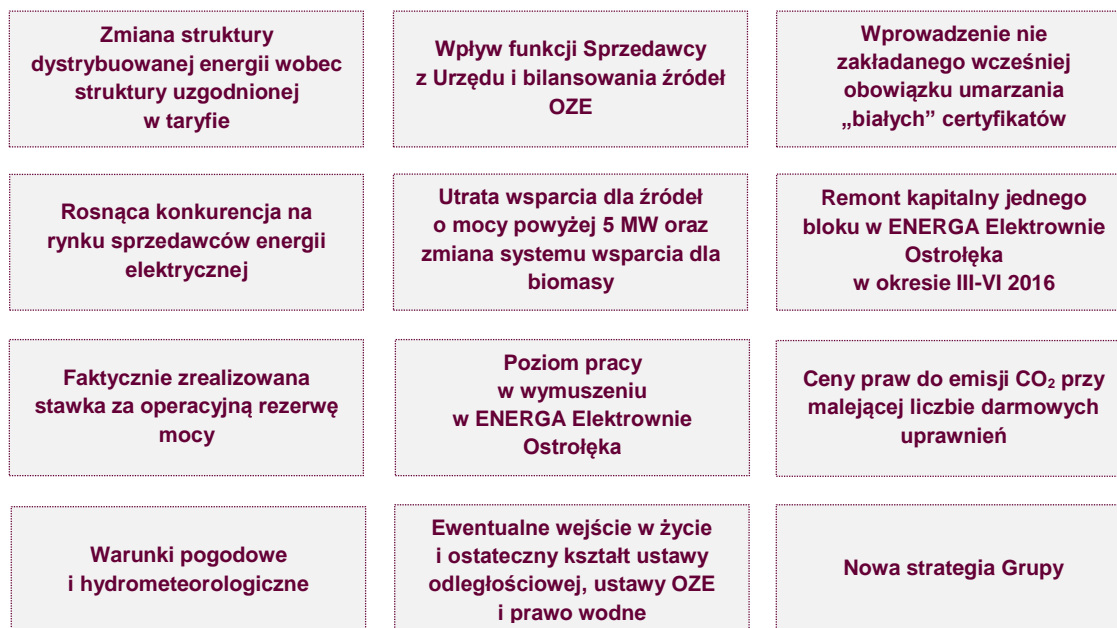 Zmiana struktury
dystrybuowanej energii wobec
struktury uzgodnionej
w taryfie
Wpływ funkcji Sprzedawcy
z Urzędu i bilansowania źródeł
OZE
Wprowadzenie nie
zakładanego wcześniej
obowiązku umarzania
„białych” certyfikatów
Rosnąca konkurencja na
rynku sprzedawców energii
elektrycznej
Utrata wsparcia dla źródeł
o mocy powyżej 5 MW oraz
zmiana systemu wsparcia dla
biomasy
Remont kapitalny jednego
bloku w ENERGA Elektrownie
Ostrołęka
w okresie III-VI 2016
Faktycznie zrealizowana
stawka za operacyjną rezerwę
mocy
Poziom pracy
w wymuszeniu
w ENERGA Elektrownie
Ostrołęka
Ceny praw do emisji CO₂ przy
malejącej liczbie darmowych
uprawnień
Warunki pogodowe
i hydrometeorologiczne
Ewentualne wejście w życie
i ostateczny kształt ustawy
odległościowej, ustawy OZE
i prawo wodne
Nowa strategia Grupy